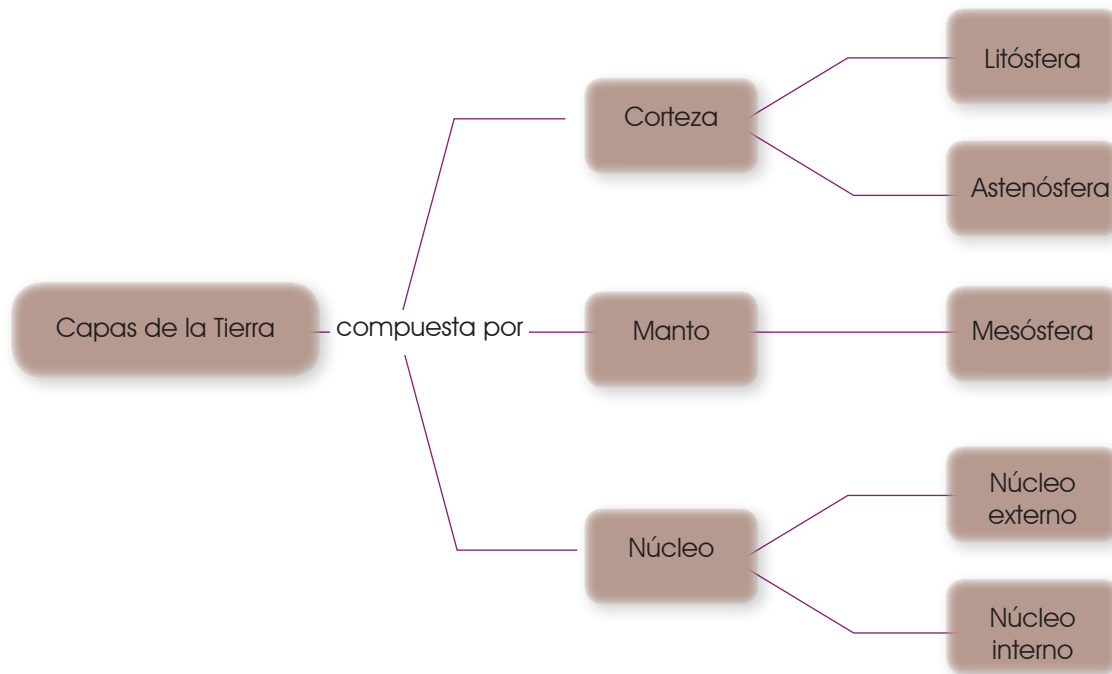 Capas de la Tierra
compuesta por
Corteza
Litósfera
Astenósfera
Manto
Mesósfera
Núcleo
Núcleo
externo
Núcleo
interno